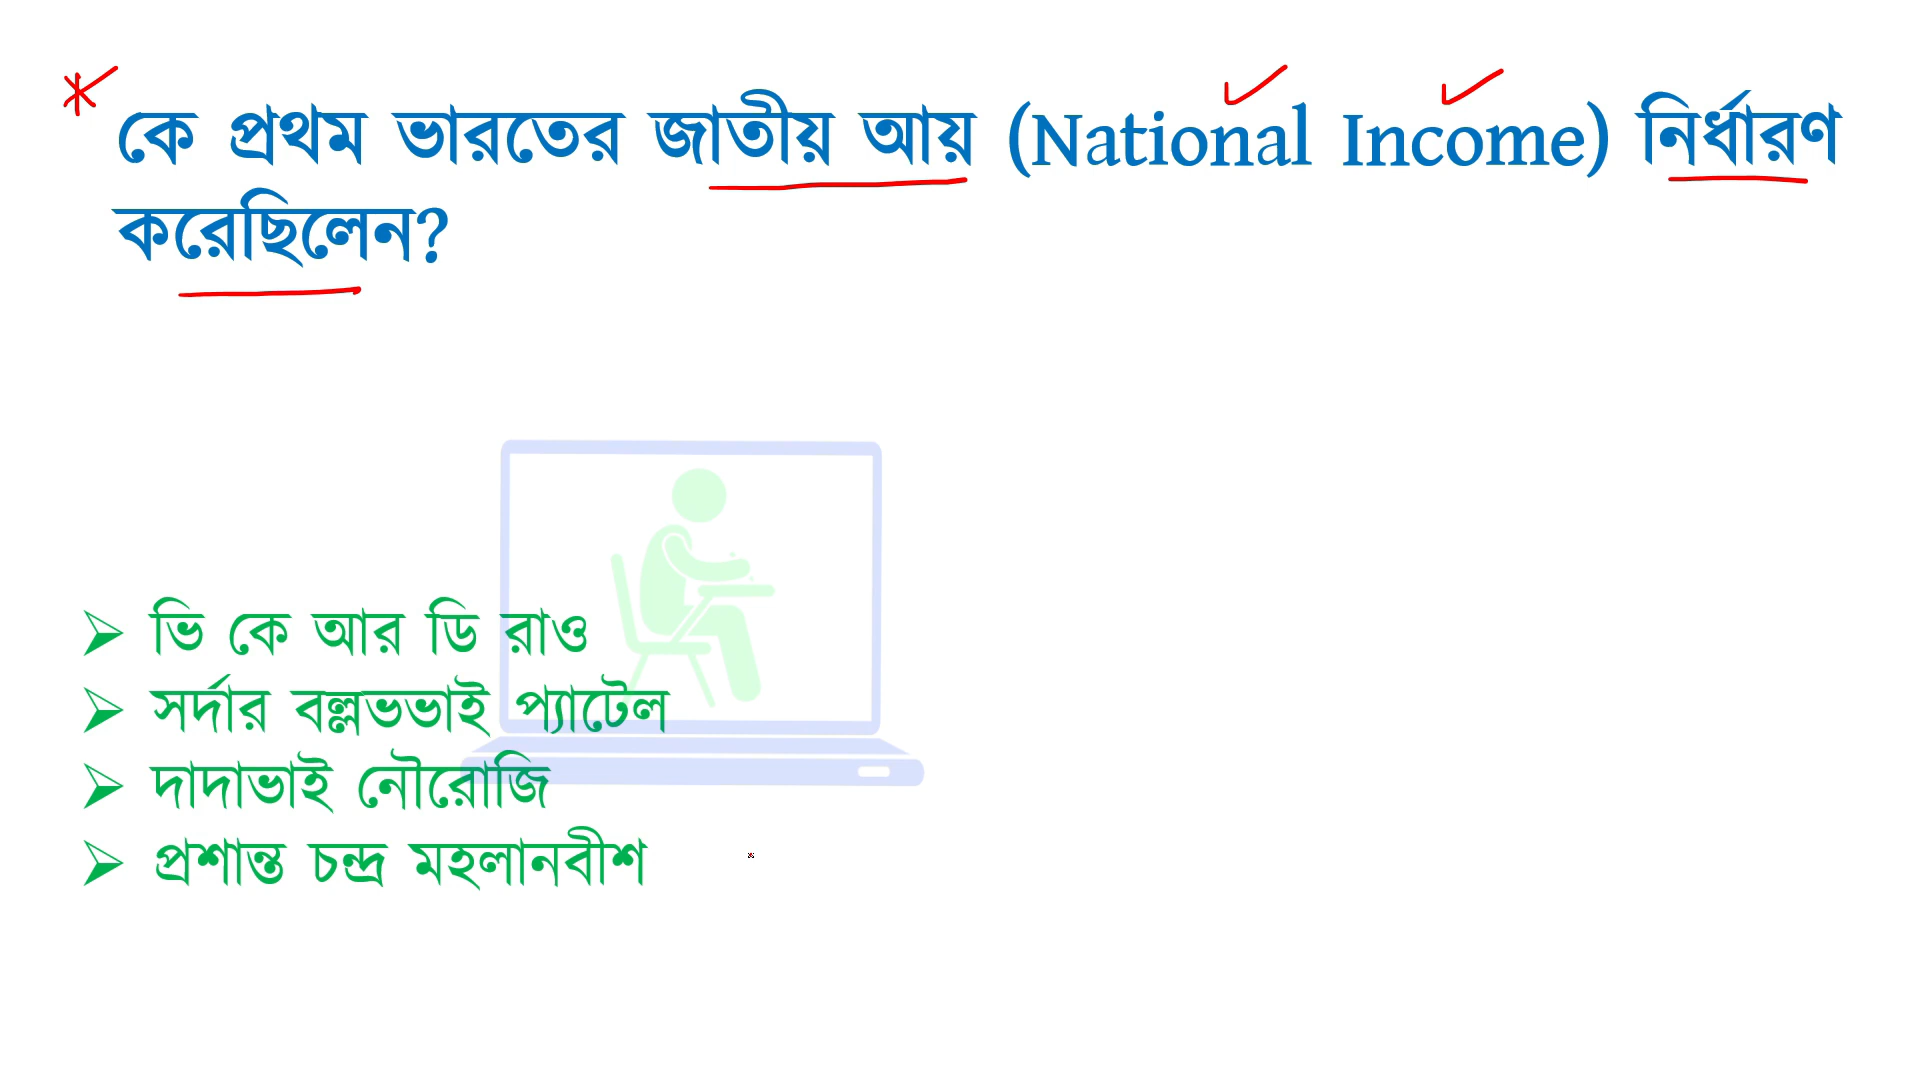 কে প্রথম ভারতের জাতীয় আয় (National Income) নির্ধারণ
করেছিলেন?
ভি কে আর ডি রাও
সর্দার বল্লভভাই প্যাটেল
দাদাভাই নৌরোজি
প্রশান্ত চন্দ্র মহলানবীশ